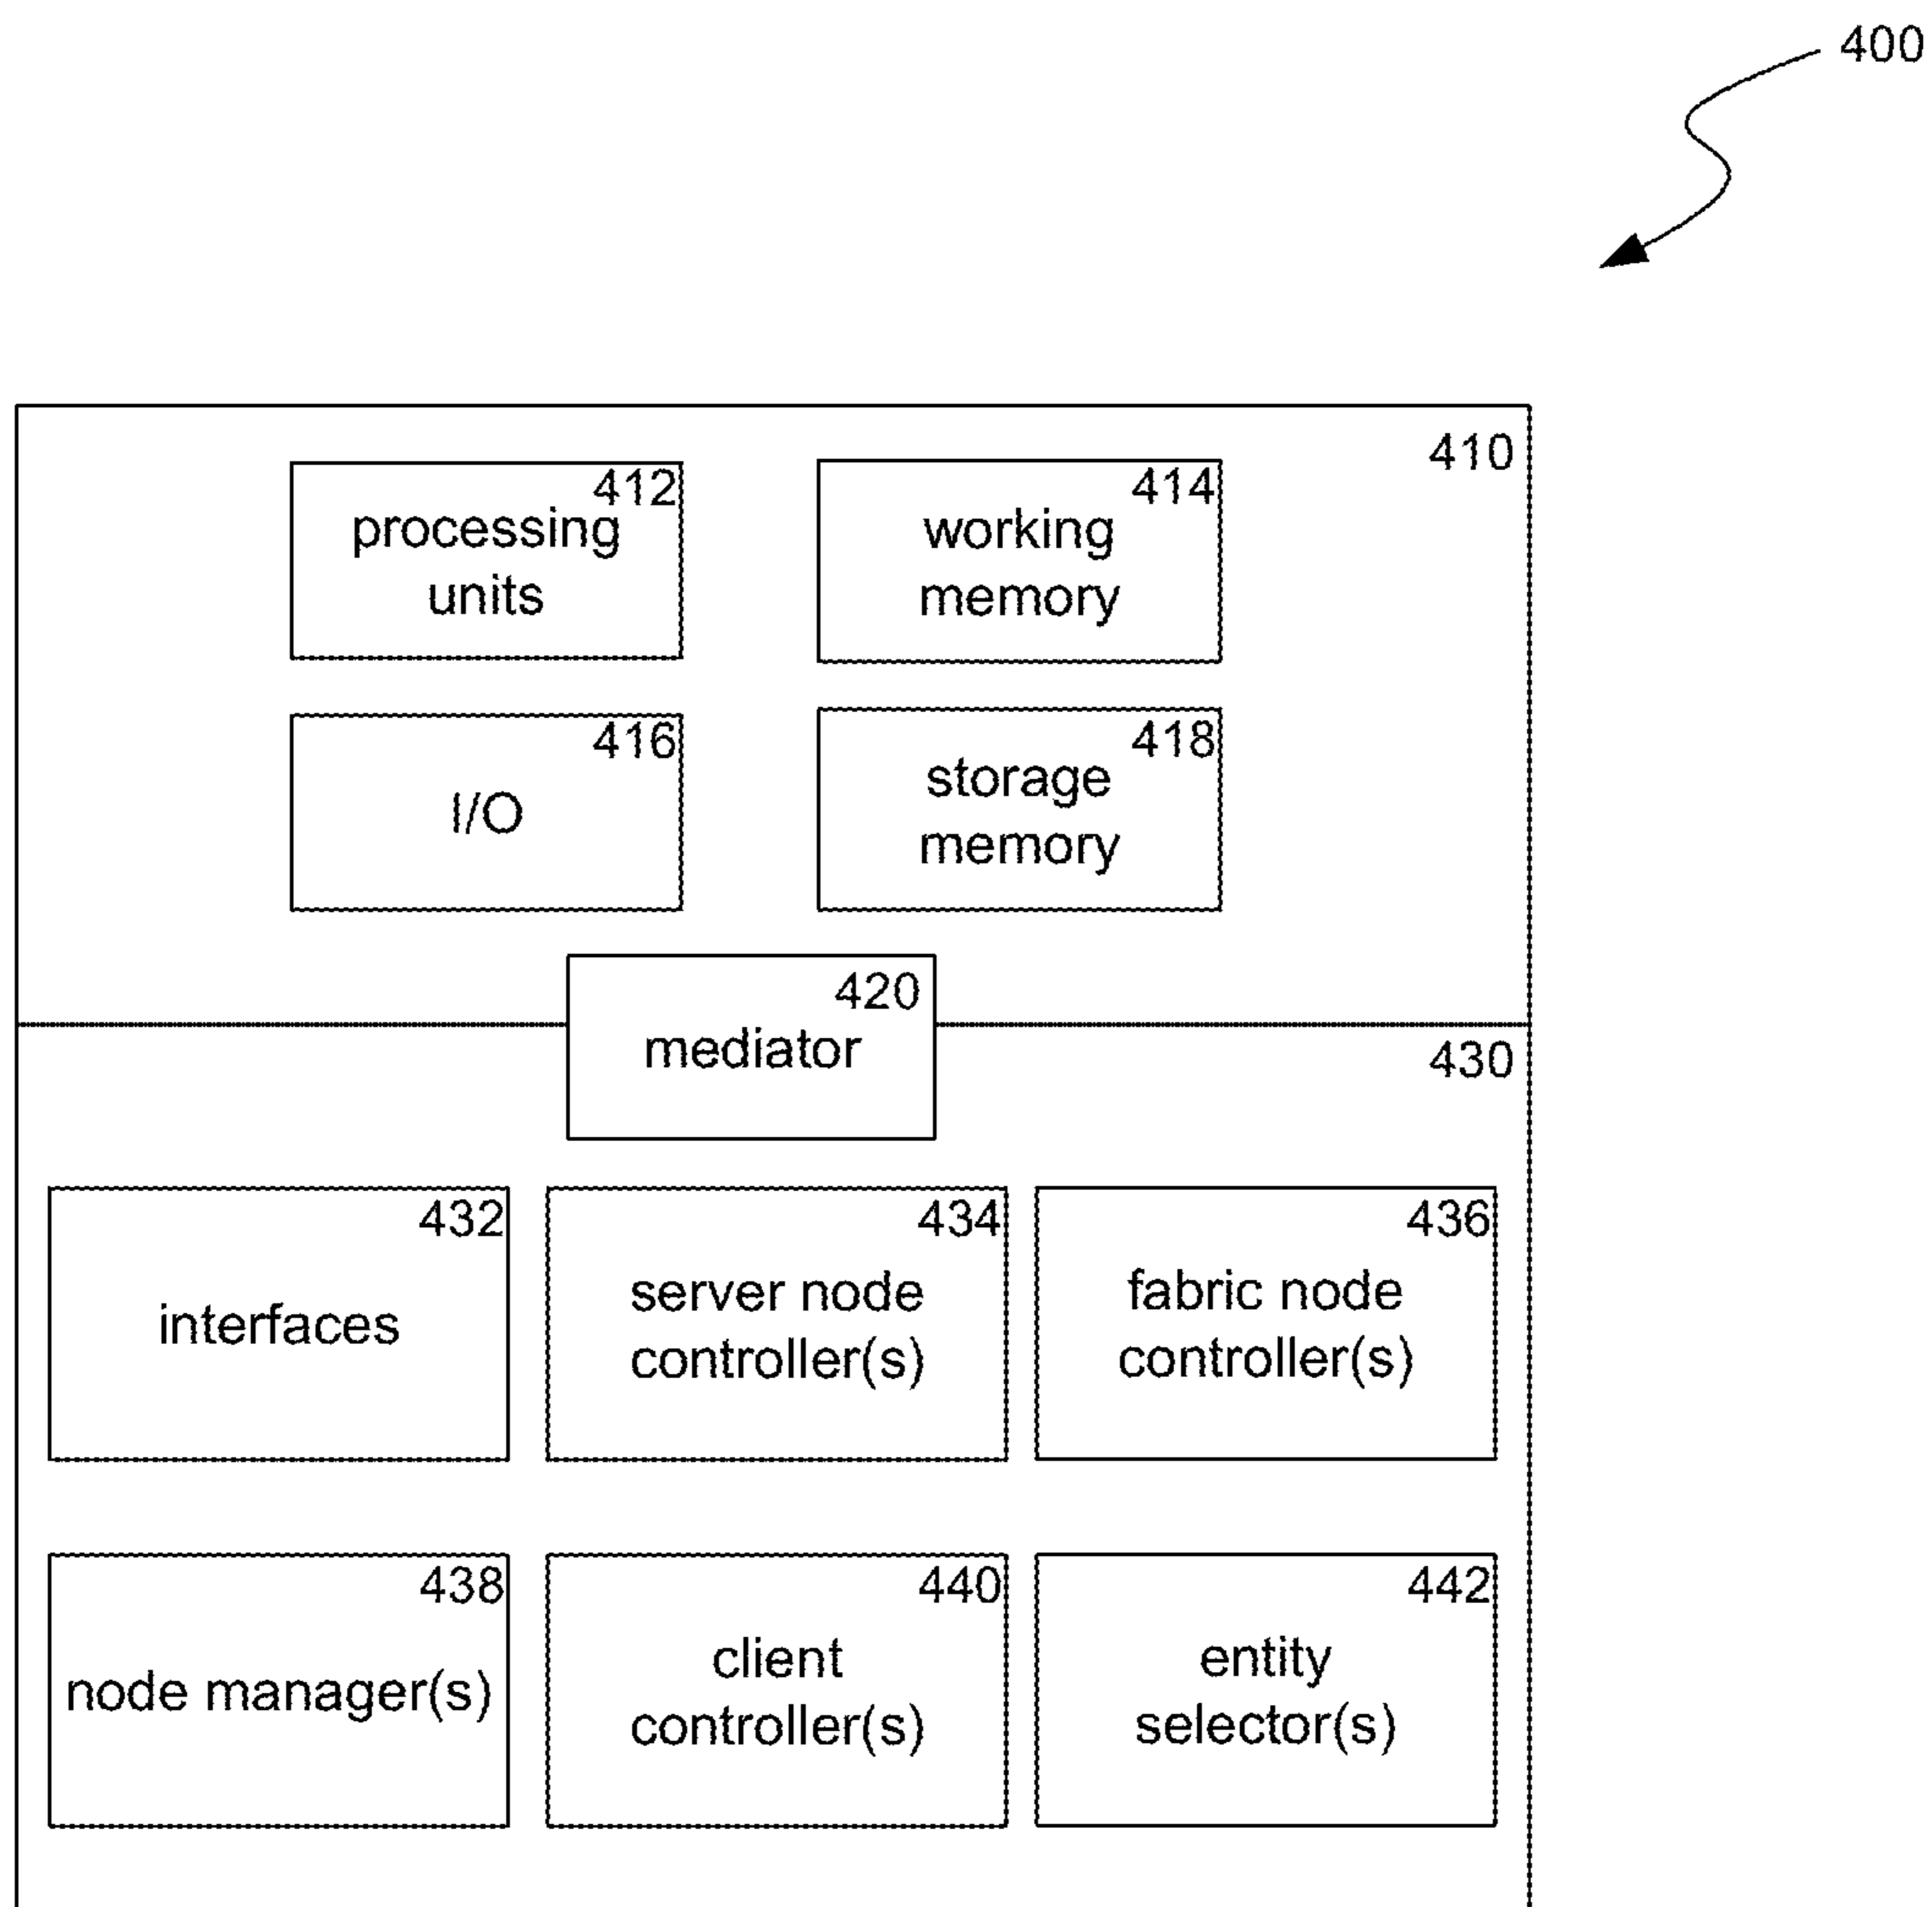 400
410
412
processing
units
414
working
memory
416
I/O
418
storage
memory
420
mediator
430
432
interfaces
434
server node
controller(s)
436
fabric node
controller(s)
438
node manager(s)
440
client
controller(s)
442
entity
selector(s)